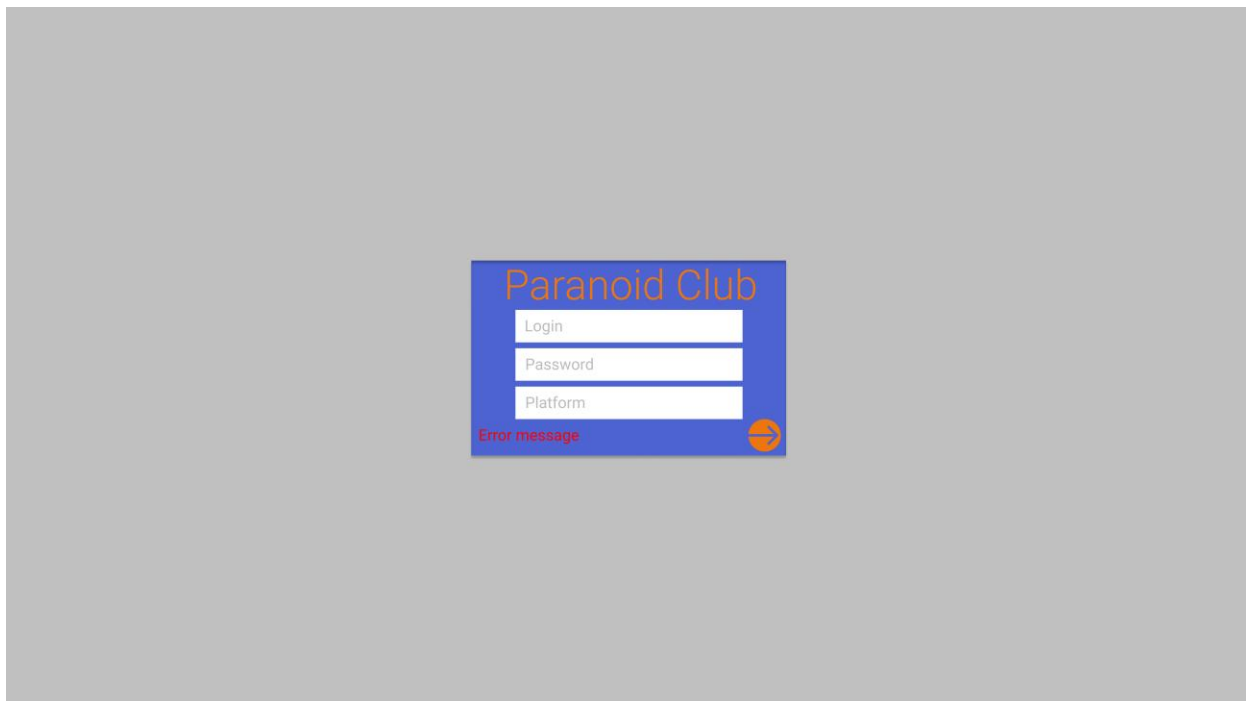 Paranoid Club
Login
Password
Platform
Error message